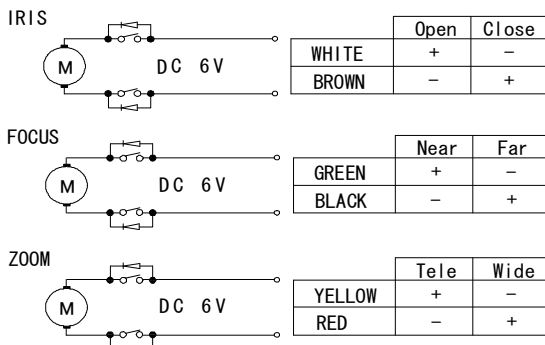 IRIS
Open Close
M DC 6V WHITE + −
BROWN − +
FOCUS
Near Far
M DC 6V GREEN + −
BLACK − +
ZOOM
Tele Wide
M DC 6V YELLOW + −
RED − +